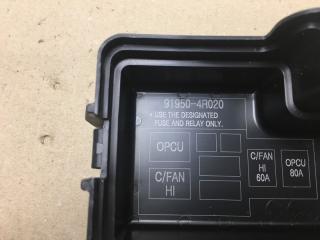 91950-4R020
• USE THE DESIGNATED
FUSE AND RELAY ONLY.
OPCU
C/FAN
HI
C/FAN
HI
60A
OPCU
80A